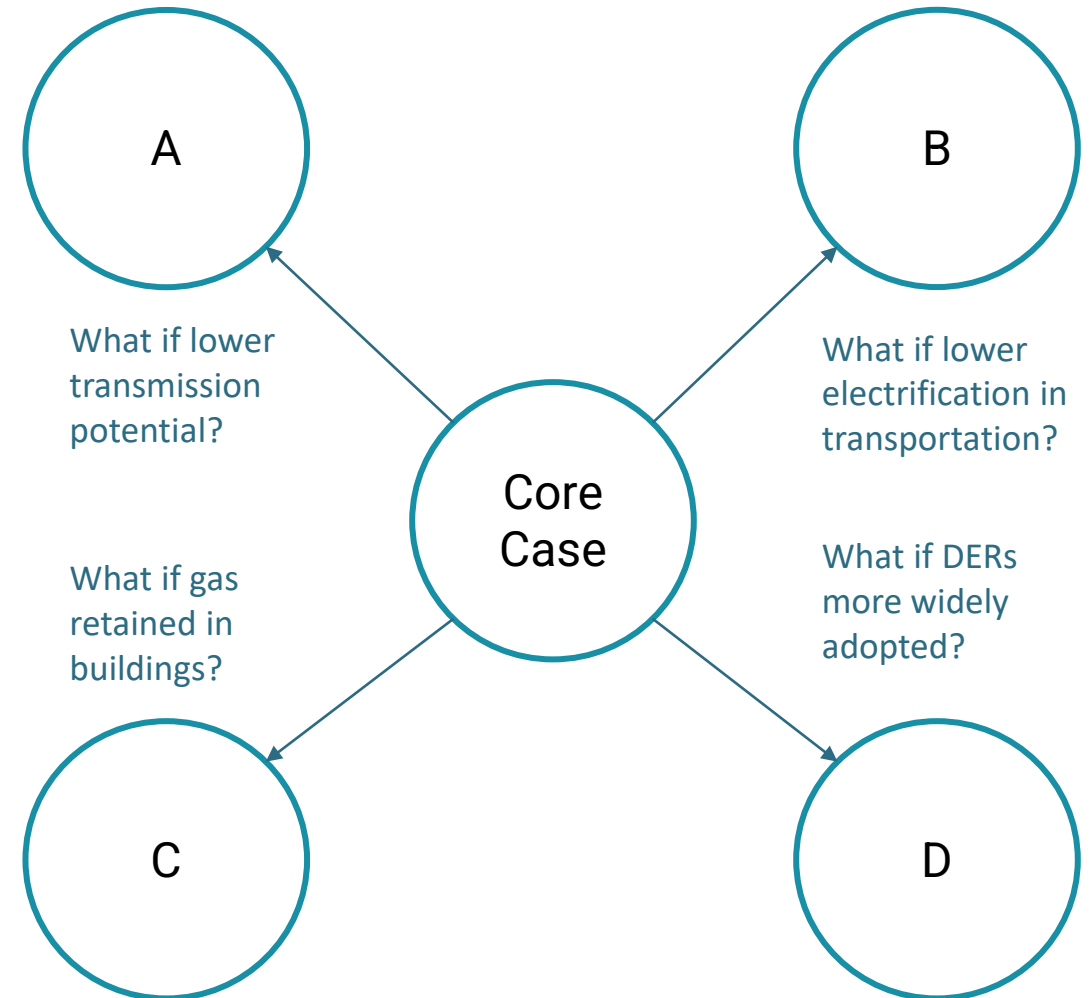 A
B
What if lower
transmission
potential?
What if lower
electrification in
transportation?
Core
Case
What if gas
retained in
buildings?
What if DERs
more widely
adopted?
C
D